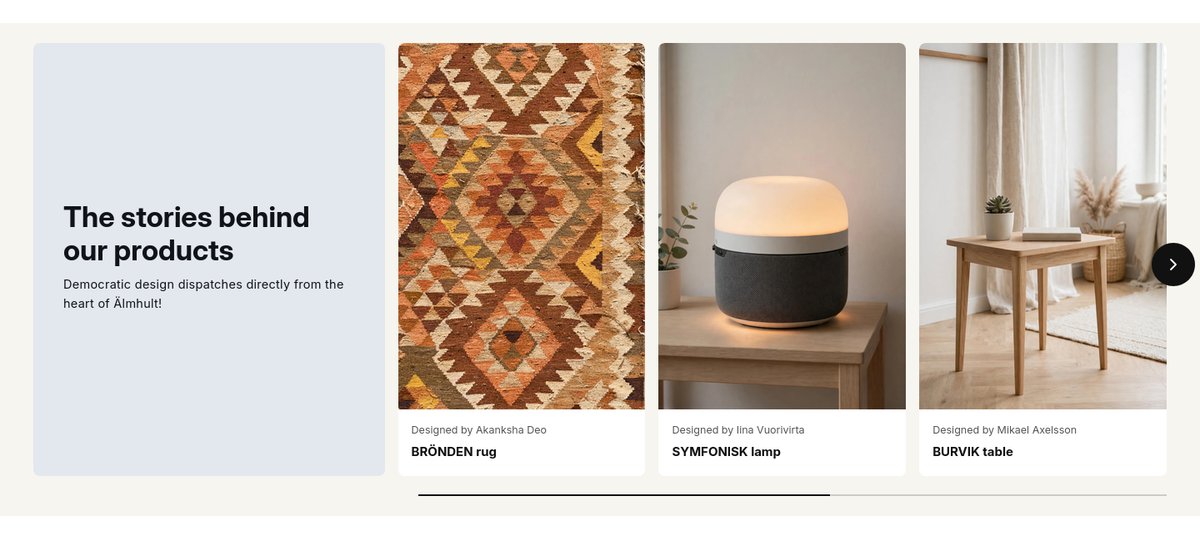 The stories behind
our products
Democratic design dispatches directly from the
heart of Älmhult!
Designed by Akanksha Deo
BRÖNDEN rug
Designed by Iina Vuorivirta
SYMFONISK lamp
Designed by Mikael Axelsson
BURVIK table